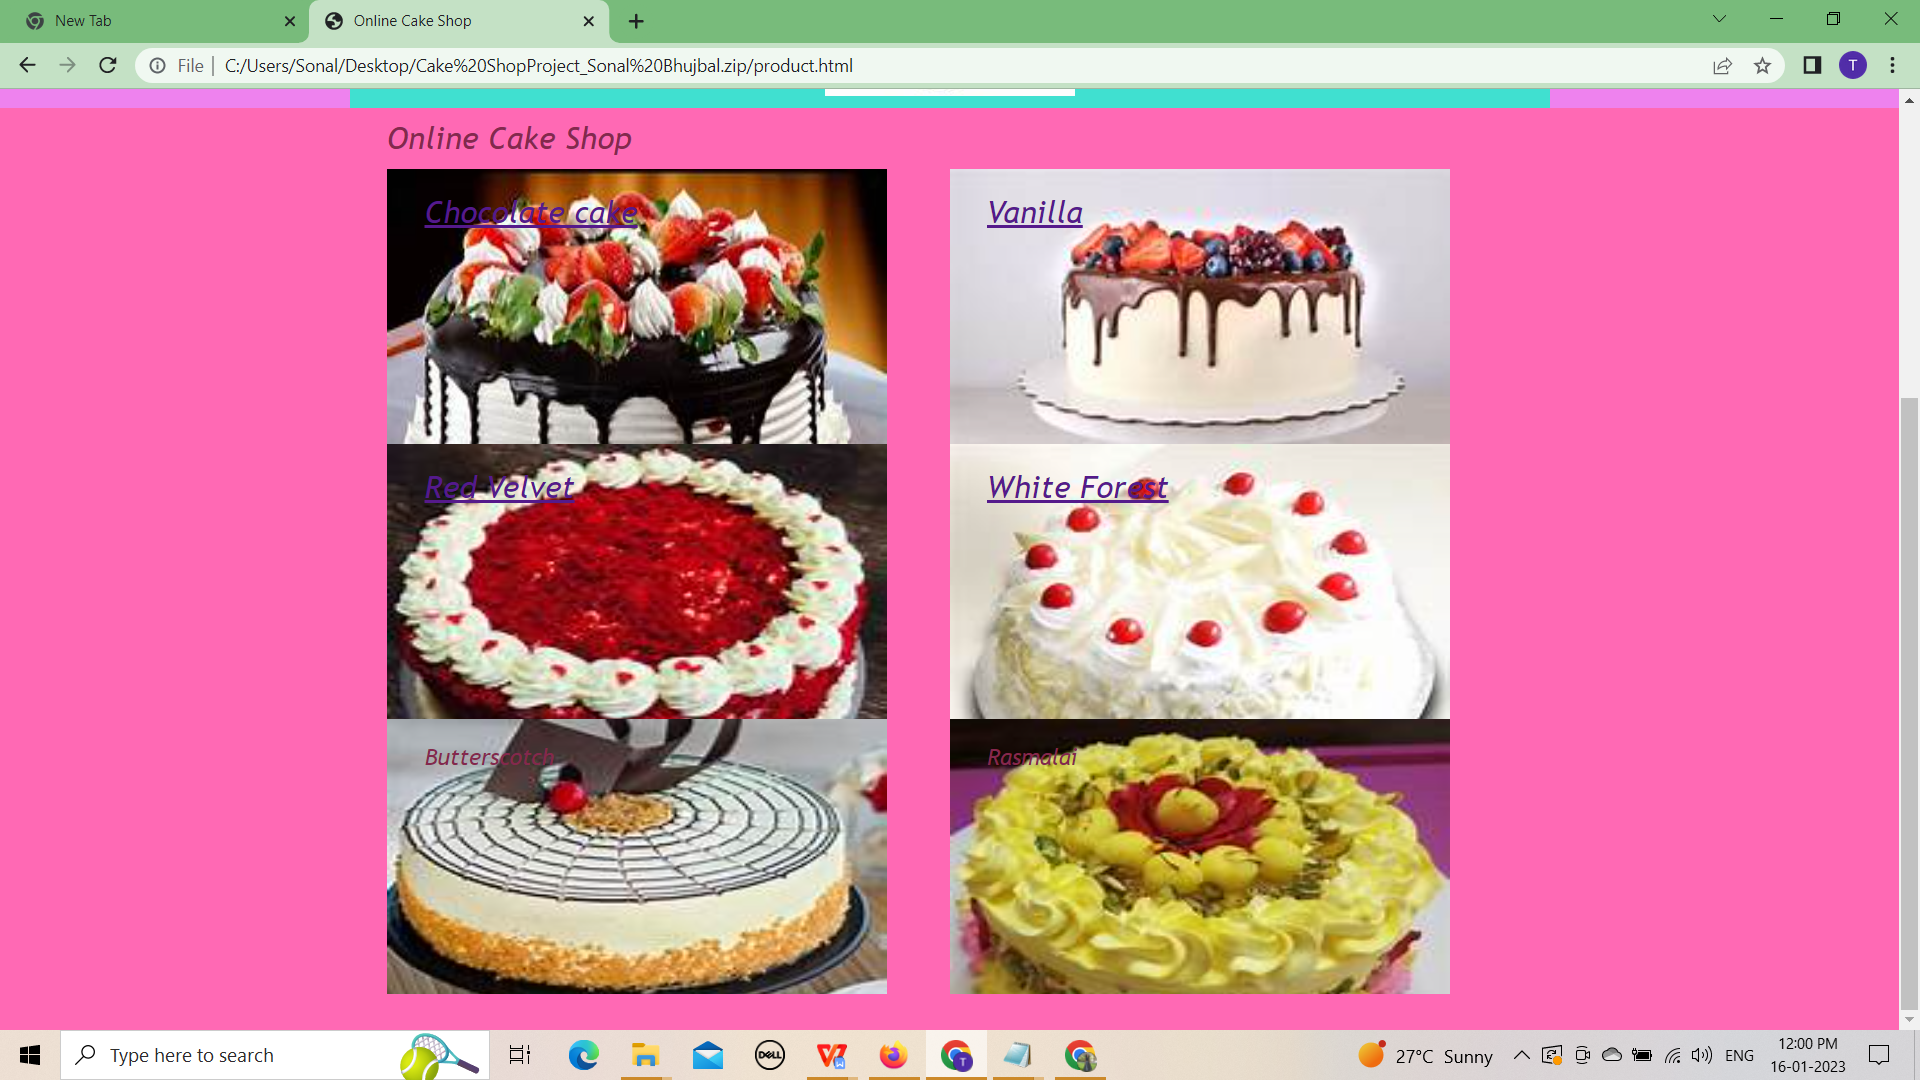 New Tab
Online Cake Shop
File
C:/Users/Sonal/Desktop/Cake%20ShopProject_Sonal%20Bhujbal.zip/product.html
T
Online Cake Shop
Chocolate cake
Vanilla
Red Velvet
White Forest
Butterscotch
Rasmalai
Type here to search
DELL
W
T
27°C Sunny
ENG
12:00 PM
16-01-2023